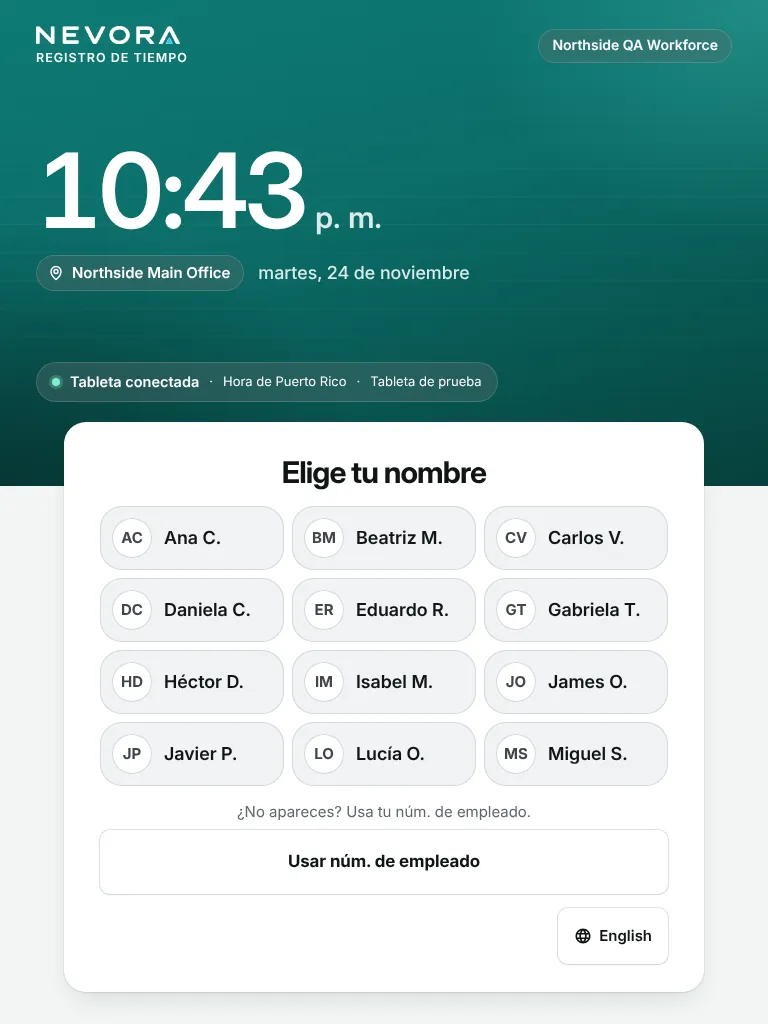 NEVORA
REGISTRO DE TIEMPO
Northside QA Workforce
10:43 p. m.
Northside Main Office
martes, 24 de noviembre
Tableta conectada · Hora de Puerto Rico · Tableta de prueba
Elige tu nombre
AC Ana C.
BM Beatriz M.
CV Carlos V.
DC Daniela C.
ER Eduardo R.
GT Gabriela T.
HD Héctor D.
IM Isabel M.
JO James O.
JP Javier P.
LO Lucía O.
MS Miguel S.
¿No apareces? Usa tu núm. de empleado.
Usar núm. de empleado
English